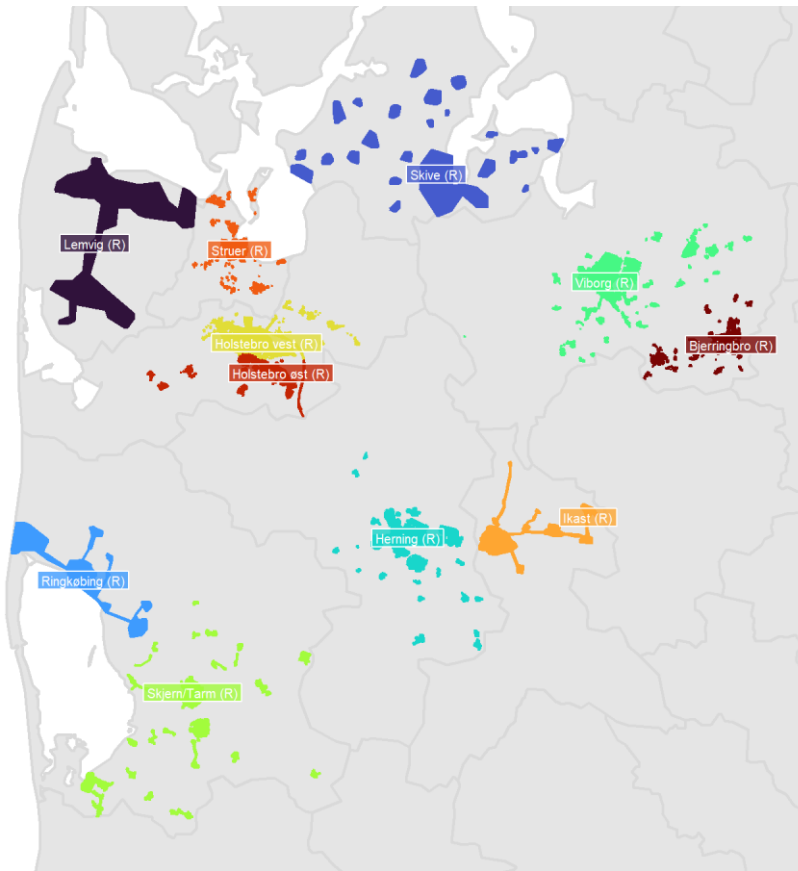 Skive (R)
Lemvig (R)
Struer (R)
Viborg (R)
Holstebro vest (R)
Bjerringbro (R)
Holstebro øst (R)
Ikast (R)
Herning (R)
Ringkøbing (R)
Skjern/Tarm (R)